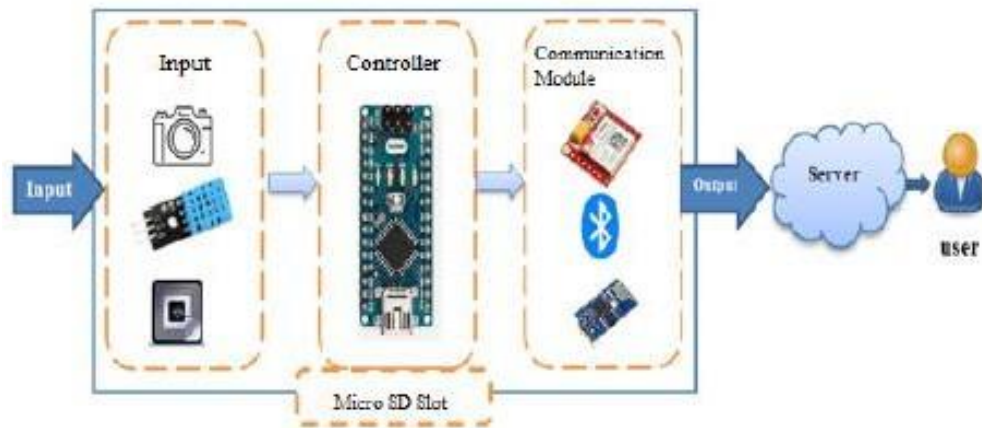 Input
Controller
Communication
Module
Input
Output
Server
user
Micro SD Slot